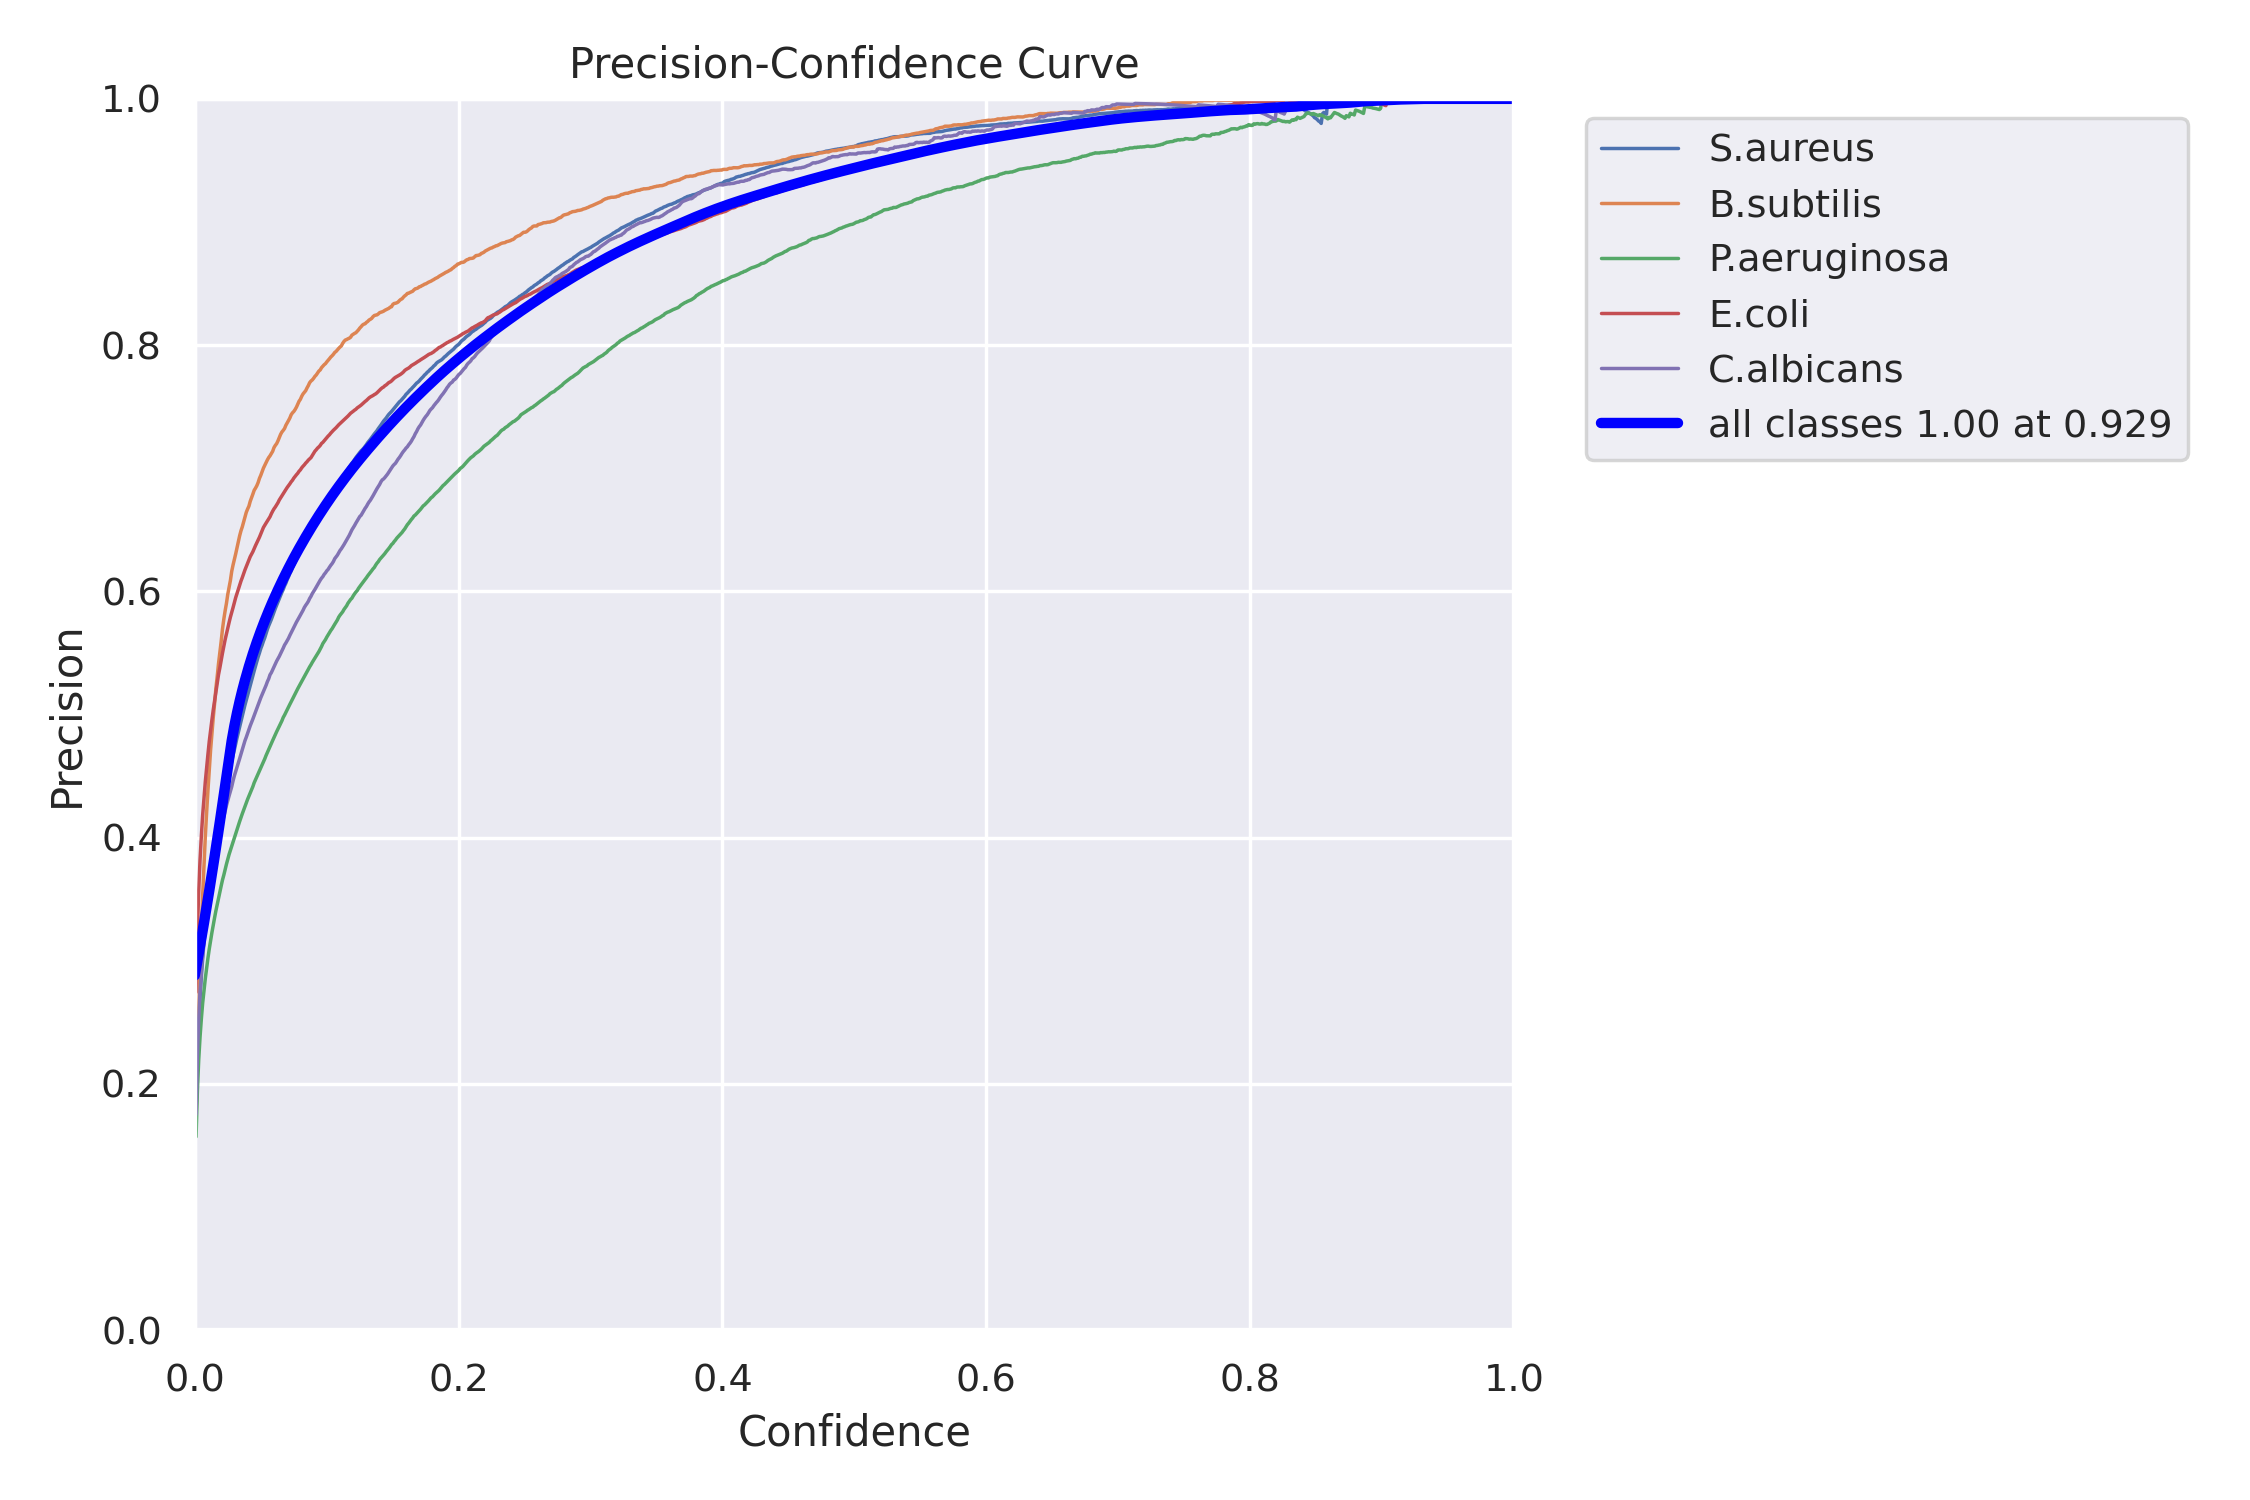 Precision-Confidence Curve
1.0
0.8
0.6
0.4
0.2
0.0
Precision
0.0 0.2 0.4 0.6 0.8 1.0
Confidence
S.aureus
B.subtilis
P.aeruginosa
E.coli
C.albicans
all classes 1.00 at 0.929